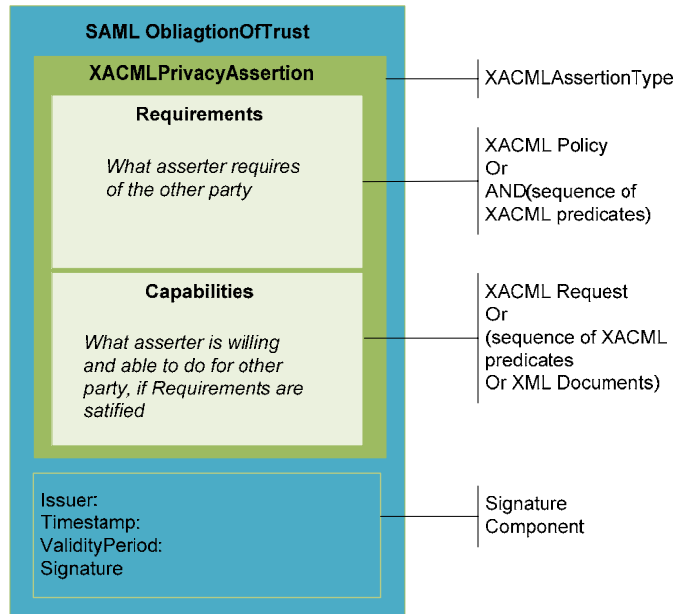 SAML ObliagtionOfTrust
XACMLPrivacyAssertion
Requirements
What asserter requires
of the other party
Capabilities
What asserter is willing
and able to do for other
party, if Requirements are
satified
Issuer:
Timestamp:
ValidityPeriod:
Signature
XACMLAssertionType
XACML Policy
Or
AND(sequence of
XACML predicates)
XACML Request
Or
(sequence of XACML
predicates
Or XML Documents)
Signature
Component